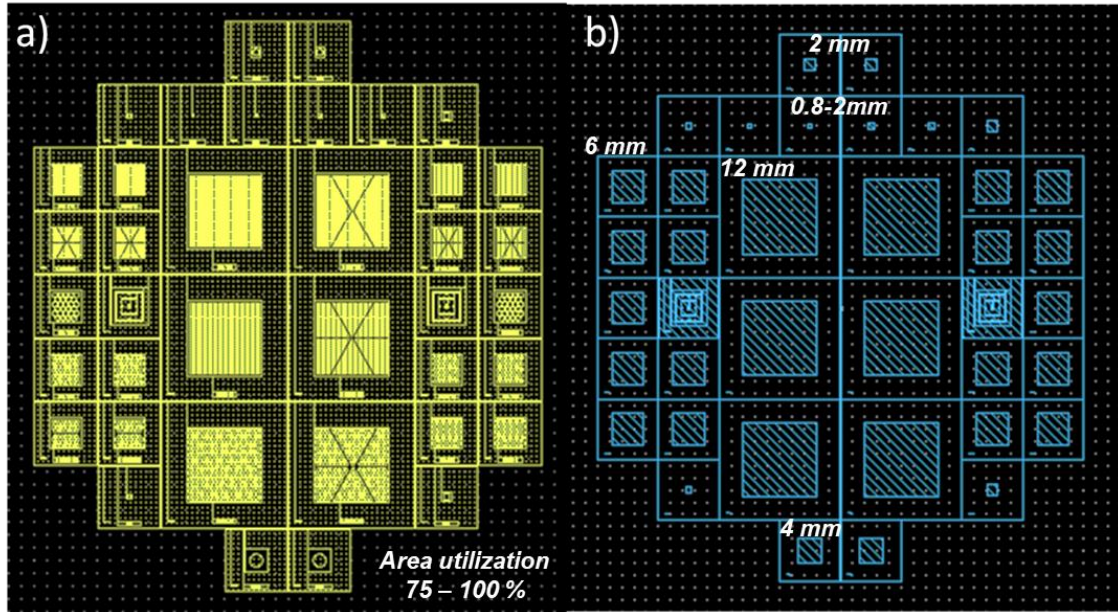 a)
Area utilization
75 – 100 %
b)
2 mm
0.8-2mm
6 mm
12 mm
4 mm